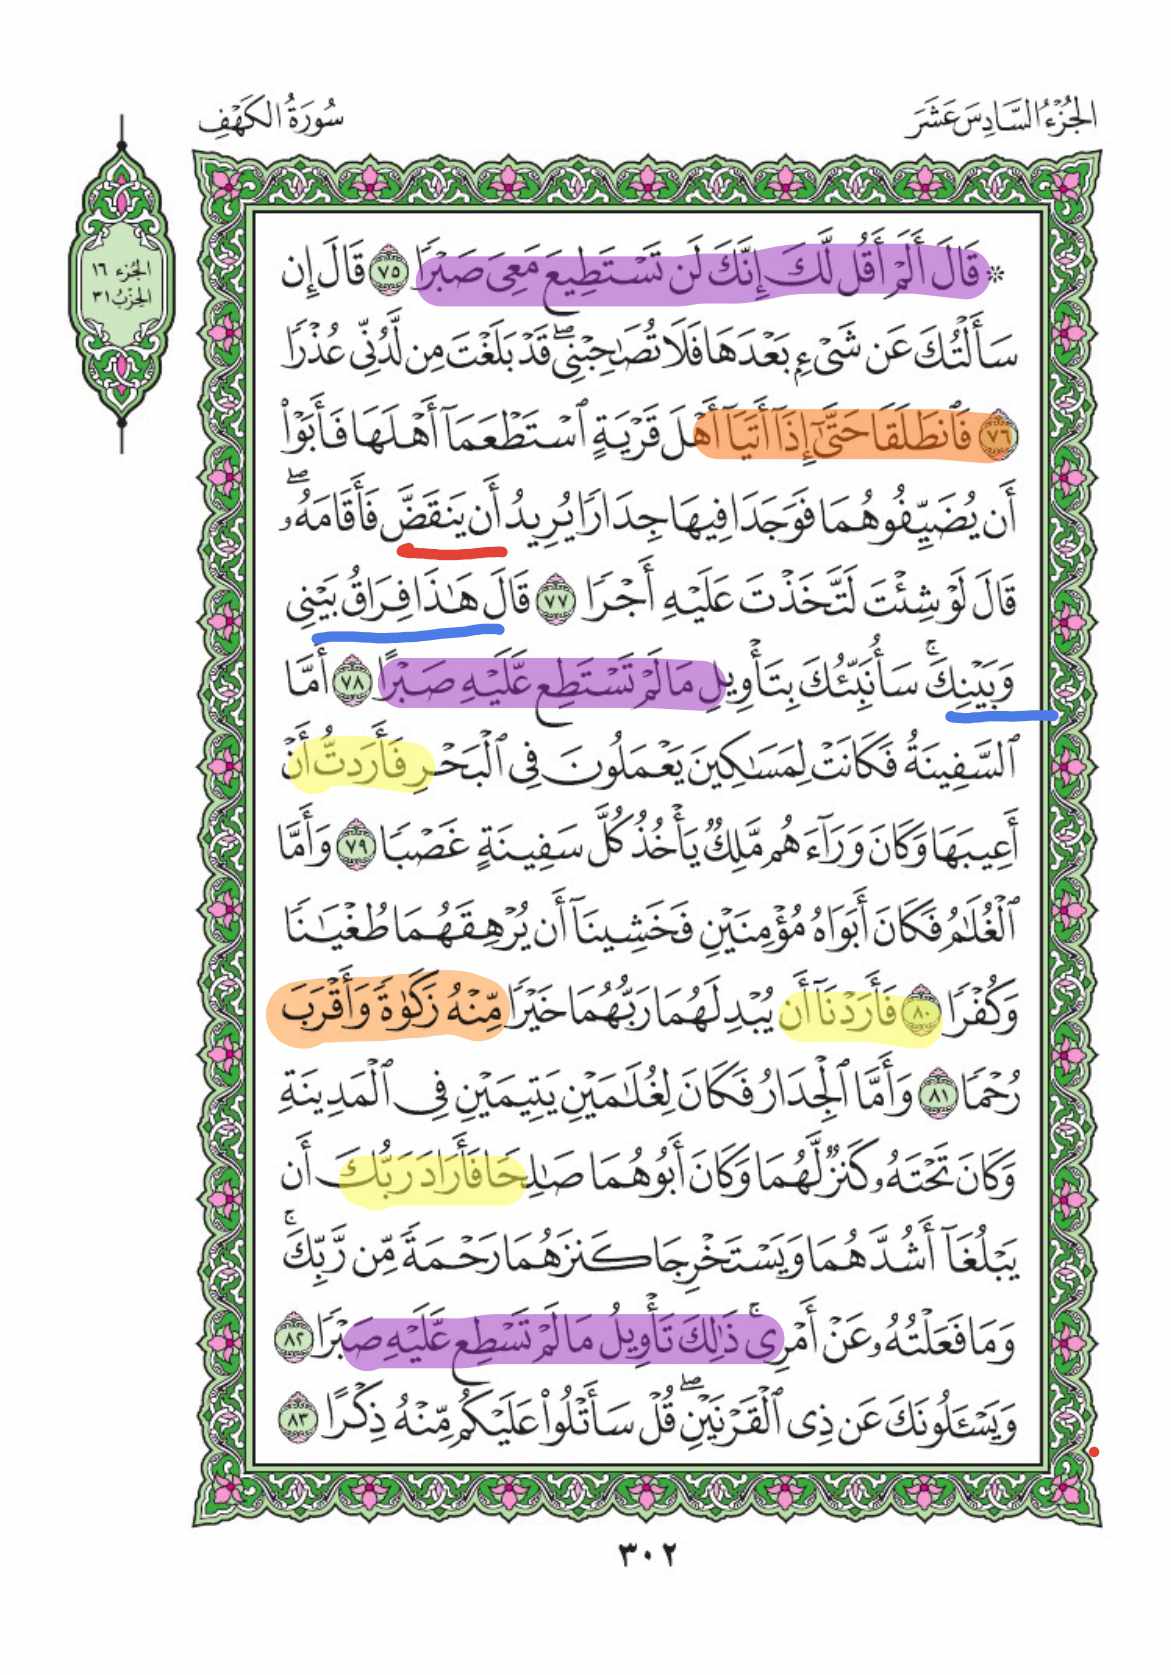 الجُزْءُ السَّادِسَ عَشَرَ
سُورَةُ الكَهْفِ
الجُزء ١٦
الحِزْبُ ٣١
۞ قَالَ أَلَمْ أَقُل لَّكَ إِنَّكَ لَن تَسْتَطِيعَ مَعِىَ صَبْرًا ٧٥ قَالَ إِن
سَأَلْتُكَ عَن شَىْءٍۭ بَعْدَهَا فَلَا تُصَٰحِبْنِىۖ قَدْ بَلَغْتَ مِن لَّدُنِّى عُذْرًا
٧٦ فَٱنطَلَقَا حَتَّىٰٓ إِذَآ أَتَيَآ أَهْلَ قَرْيَةٍ ٱسْتَطْعَمَآ أَهْلَهَا فَأَبَوْا۟
أَن يُضَيِّفُوهُمَا فَوَجَدَا فِيهَا جِدَارًا يُرِيدُ أَن يَنقَضَّ فَأَقَامَهُۥۖ
قَالَ لَوْ شِئْتَ لَتَّخَذْتَ عَلَيْهِ أَجْرًا ٧٧ قَالَ هَٰذَا فِرَاقُ بَيْنِى
وَبَيْنِكَۚ سَأُنَبِّئُكَ بِتَأْوِيلِ مَا لَمْ تَسْتَطِع عَّلَيْهِ صَبْرًا ٧٨ أَمَّا
ٱلسَّفِينَةُ فَكَانَتْ لِمَسَٰكِينَ يَعْمَلُونَ فِى ٱلْبَحْرِ فَأَرَدتُّ أَنْ
أَعِيبَهَا وَكَانَ وَرَآءَهُم مَّلِكٌ يَأْخُذُ كُلَّ سَفِينَةٍ غَصْبًا ٧٩ وَأَمَّا
ٱلْغُلَٰمُ فَكَانَ أَبَوَاهُ مُؤْمِنَيْنِ فَخَشِينَآ أَن يُرْهِقَهُمَا طُغْيَٰنًا
وَكُفْرًا ٨٠ فَأَرَدْنَآ أَن يُبْدِلَهُمَا رَبُّهُمَا خَيْرًا مِّنْهُ زَكَوٰةً وَأَقْرَبَ
رُحْمًا ٨١ وَأَمَّا ٱلْجِدَارُ فَكَانَ لِغُلَٰمَيْنِ يَتِيمَيْنِ فِى ٱلْمَدِينَةِ
وَكَانَ تَحْتَهُۥ كَنزٌ لَّهُمَا وَكَانَ أَبُوهُمَا صَٰلِحًا فَأَرَادَ رَبُّكَ أَن
يَبْلُغَآ أَشُدَّهُمَا وَيَسْتَخْرِجَا كَنزَهُمَا رَحْمَةً مِّن رَّبِّكَۚ
وَمَا فَعَلْتُهُۥ عَنْ أَمْرِىۚ ذَٰلِكَ تَأْوِيلُ مَا لَمْ تَسْطِع عَّلَيْهِ صَبْرًا ٨٢
وَيَسْـَٔلُونَكَ عَن ذِى ٱلْقَرْنَيْنِۖ قُلْ سَأَتْلُوا۟ عَلَيْكُم مِّنْهُ ذِكْرًا ٨٣
٣٠٢